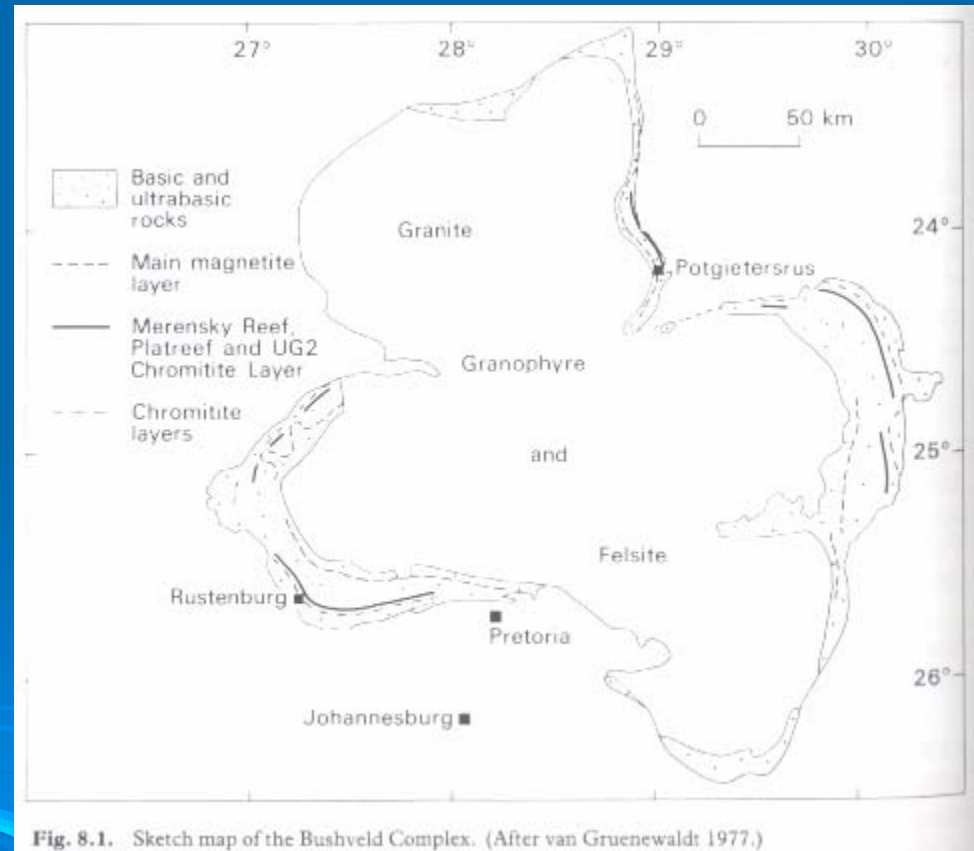 27° 28° 29° 30°
0 50 km
Basic and
ultrabasic
rocks
Main magnetite
layer
Merensky Reef,
Platreef and UG2
Chromitite Layer
Chromitite
layers
Granite
24°
Potgietersrus
Granophyre
and
25°
Felsite
Rustenburg
Pretoria
26°
Johannesburg
Fig. 8.1. Sketch map of the Bushveld Complex. (After van Gruenewaldt 1977.)